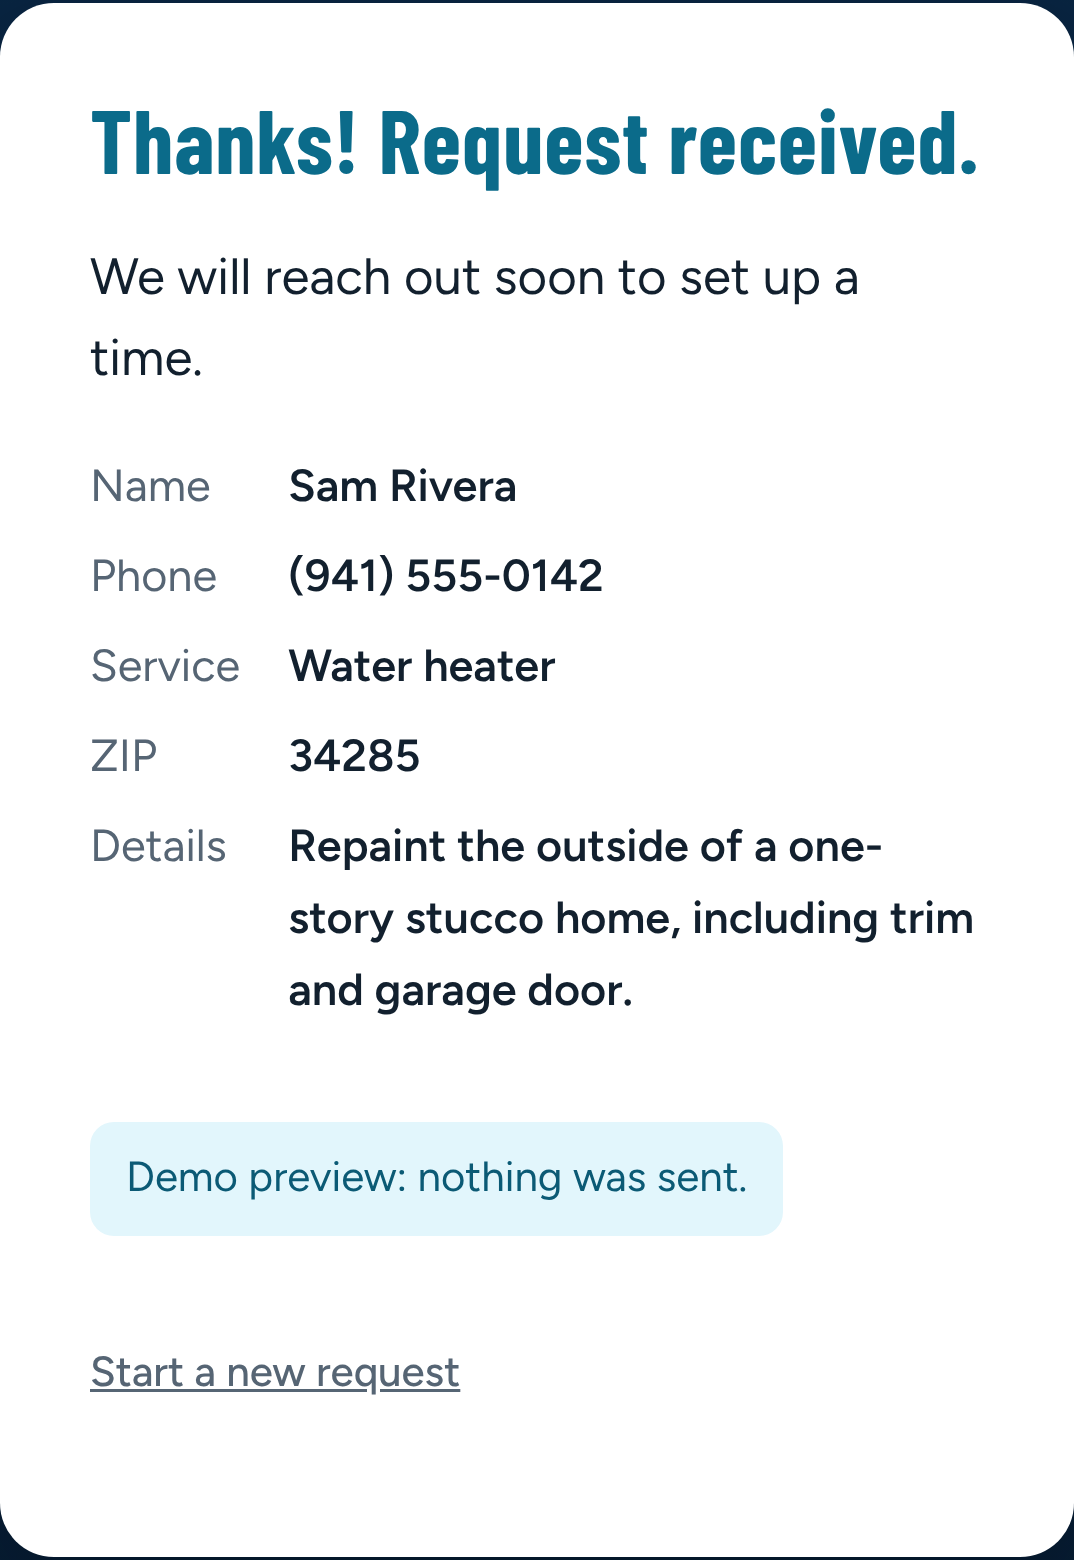 Thanks! Request received.
We will reach out soon to set up a
time.
Name Sam Rivera
Phone (941) 555-0142
Service Water heater
ZIP 34285
Details Repaint the outside of a one-
story stucco home, including trim
and garage door.
Demo preview: nothing was sent.
Start a new request